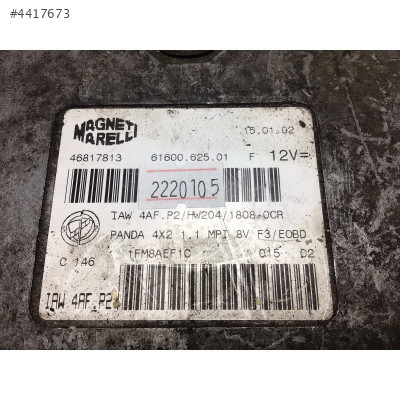 #4417673
MAGNETI
MARELLI
15.01.02
46817813 61600.625.01 F 12V=
2220105
IAW 4AF.P2/HW204/1808-OCR
PANDA 4X2 1.1 MPI 8V F3/EOBD
C 146 1FM8AEF1C 015 D2
IAW 4AF.P2